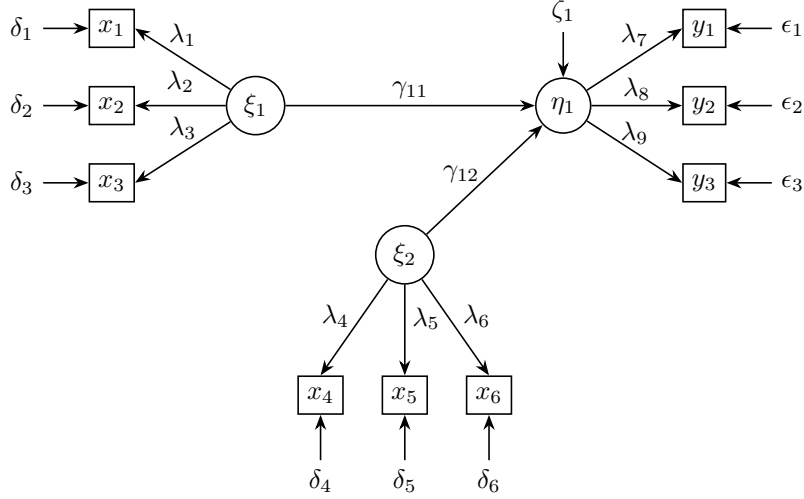 ζ₁
δ₁ x₁ λ₁ λ₇ y₁ ϵ₁
δ₂ x₂ λ₂ ξ₁ γ₁₁ η₁ λ₈ y₂ ϵ₂
δ₃ x₃ λ₃ λ₉ y₃ ϵ₃
γ₁₂
ξ₂
λ₄ λ₅ λ₆
x₄ x₅ x₆
δ₄ δ₅ δ₆